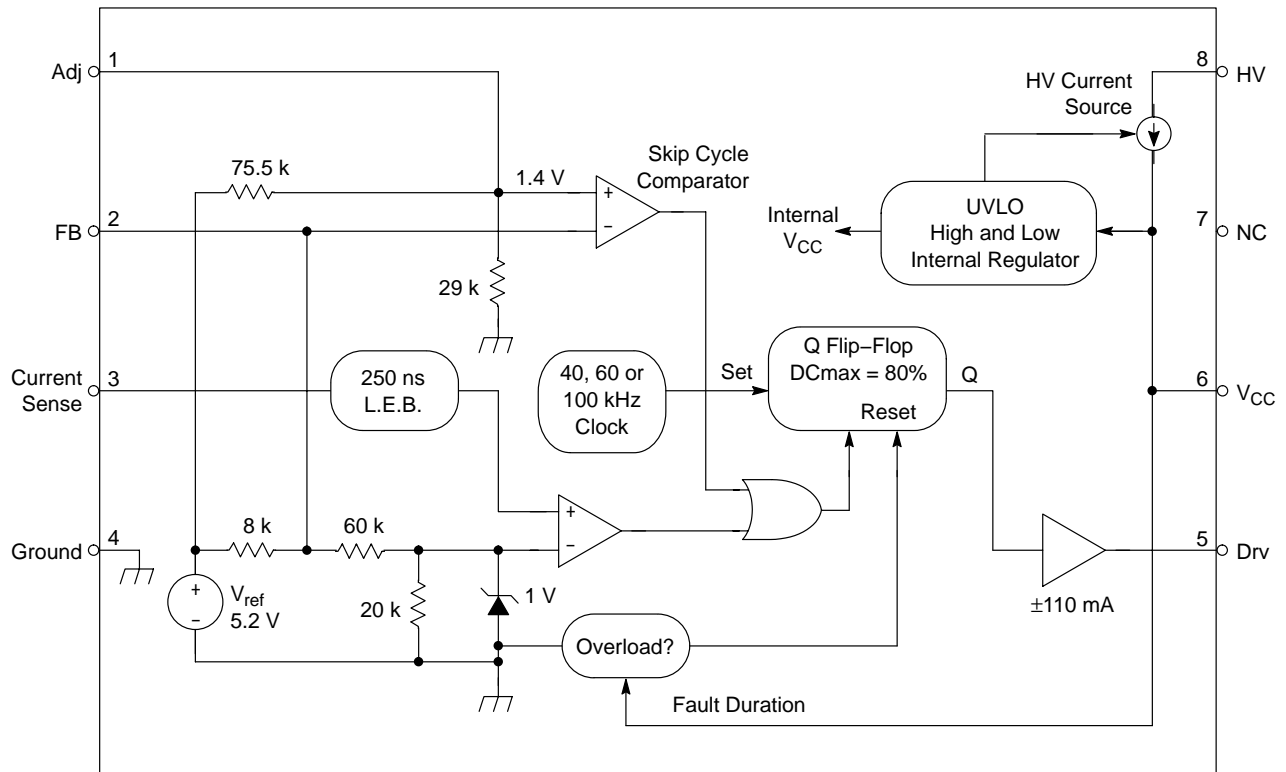 Adj
1
HV
8
HV Current
Source
75.5 k
1.4 V
Skip Cycle
Comparator
+
−
FB
2
29 k
Internal
VCC
UVLO
High and Low
Internal Regulator
7
NC
Current
Sense
3
250 ns
L.E.B.
40, 60 or
100 kHz
Clock
Set
Q Flip−Flop
DCmax = 80%
Reset
Q
6
VCC
Ground
4
8 k
60 k
+
−
+
−
Vref
5.2 V
20 k
1 V
Overload?
±110 mA
5
Drv
Fault Duration